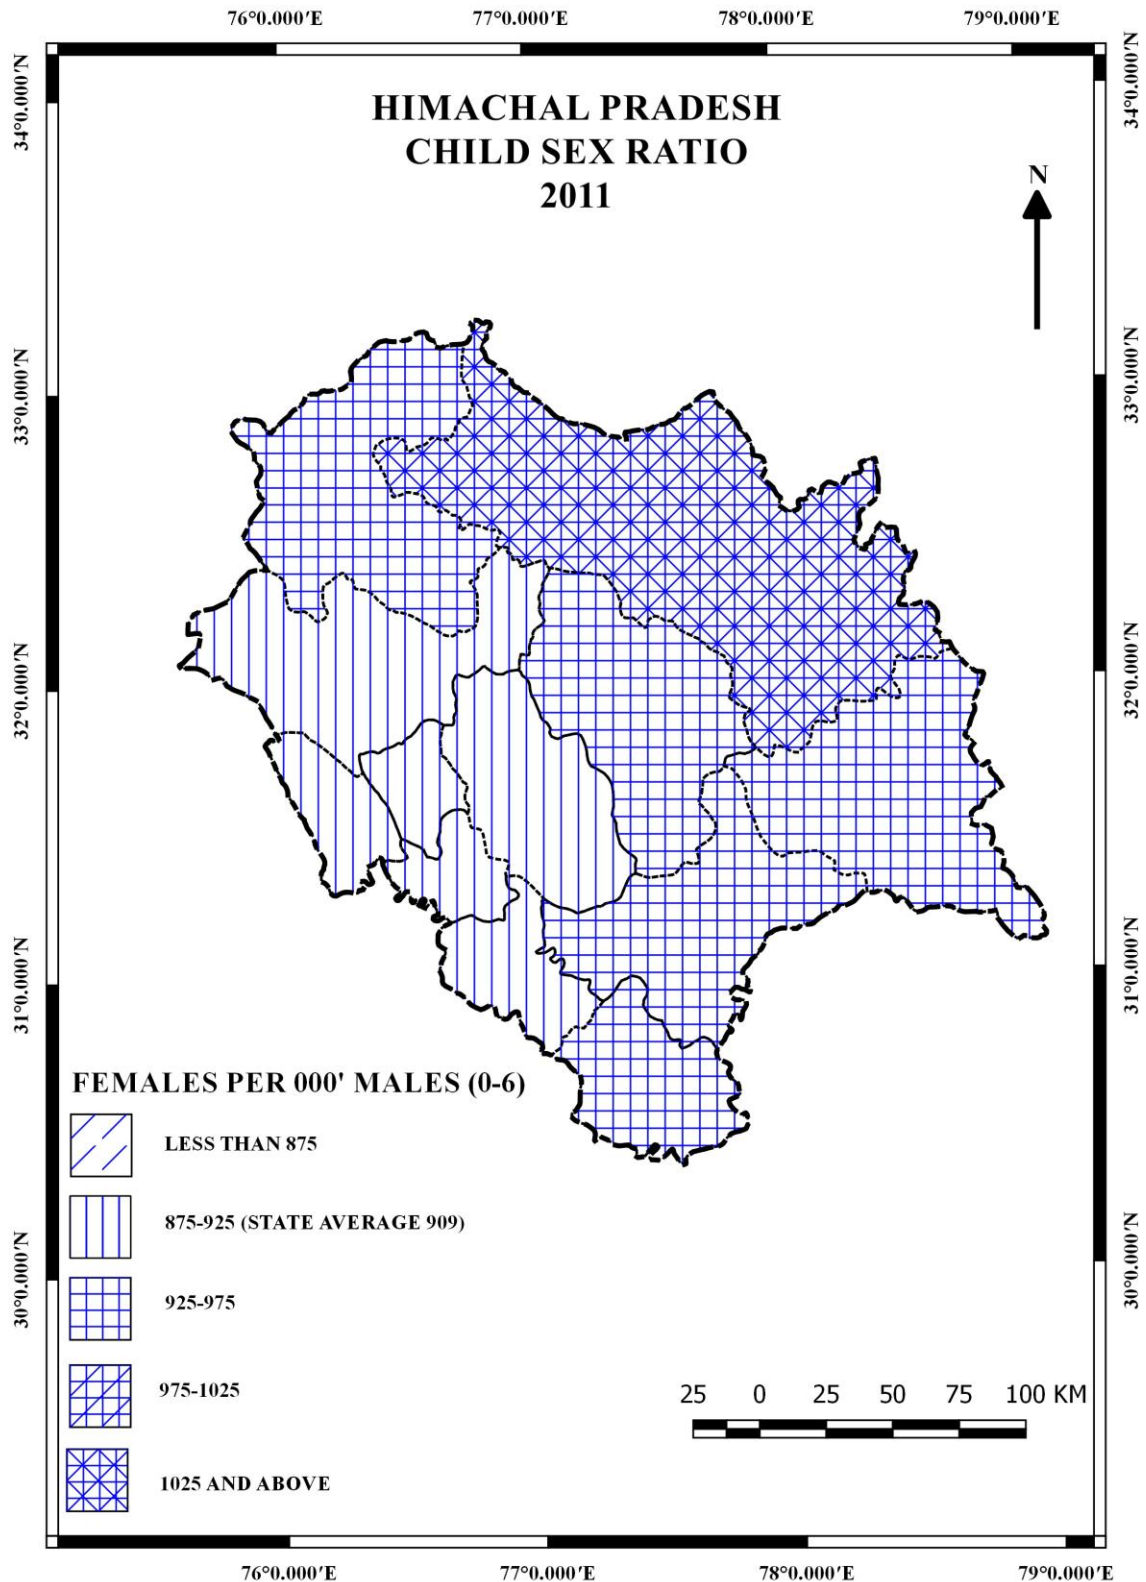 76°0.000'E 77°0.000'E 78°0.000'E 79°0.000'E
34°0.000'N
34°0.000'N
HIMACHAL PRADESH
CHILD SEX RATIO
2011
N
33°0.000'N
33°0.000'N
32°0.000'N
32°0.000'N
31°0.000'N
31°0.000'N
30°0.000'N
30°0.000'N
FEMALES PER 000' MALES (0-6)
LESS THAN 875
875-925 (STATE AVERAGE 909)
925-975
975-1025
1025 AND ABOVE
25 0 25 50 75 100 KM
76°0.000'E 77°0.000'E 78°0.000'E 79°0.000'E